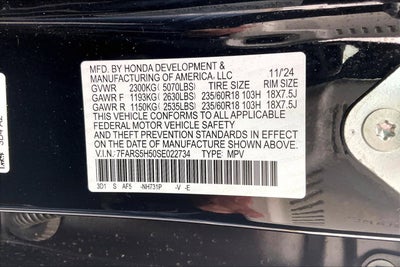 MFD. BY HONDA DEVELOPMENT &
MANUFACTURING OF AMERICA, LLC 11/24
GVWR 2300KG(5070LBS) TIRE SIZE RIM SIZE
GAWR F 1193KG(2630LBS)235/60R18 103H 18X7.5J
GAWR R 1150KG(2535LBS)235/60R18 103H 18X7.5J
THIS VEHICLE CONFORMS TO ALL APPLICABLE
FEDERAL MOTOR VEHICLE SAFETY
AND THEFT PREVENTION STANDARDS IN EFFECT
ON THE DATE OF MANUFACTURE SHOWN ABOVE.
V.I.N.:7FARS5H50SE022734 TYPE: MPV
3D1 S AF5 -NH731P -V -E